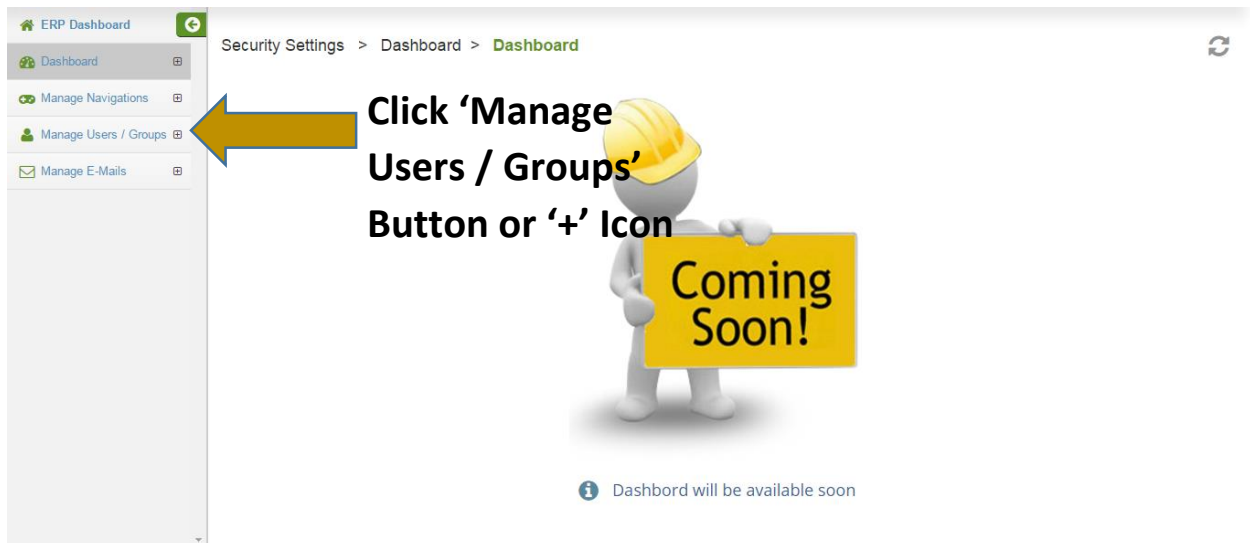 ERP Dashboard
Dashboard
Manage Navigations
Manage Users / Groups
Manage E-Mails
Security Settings > Dashboard > Dashboard
Click ‘Manage
Users / Groups’
Button or ‘+’ Icon
Coming
Soon!
Dashbord will be available soon